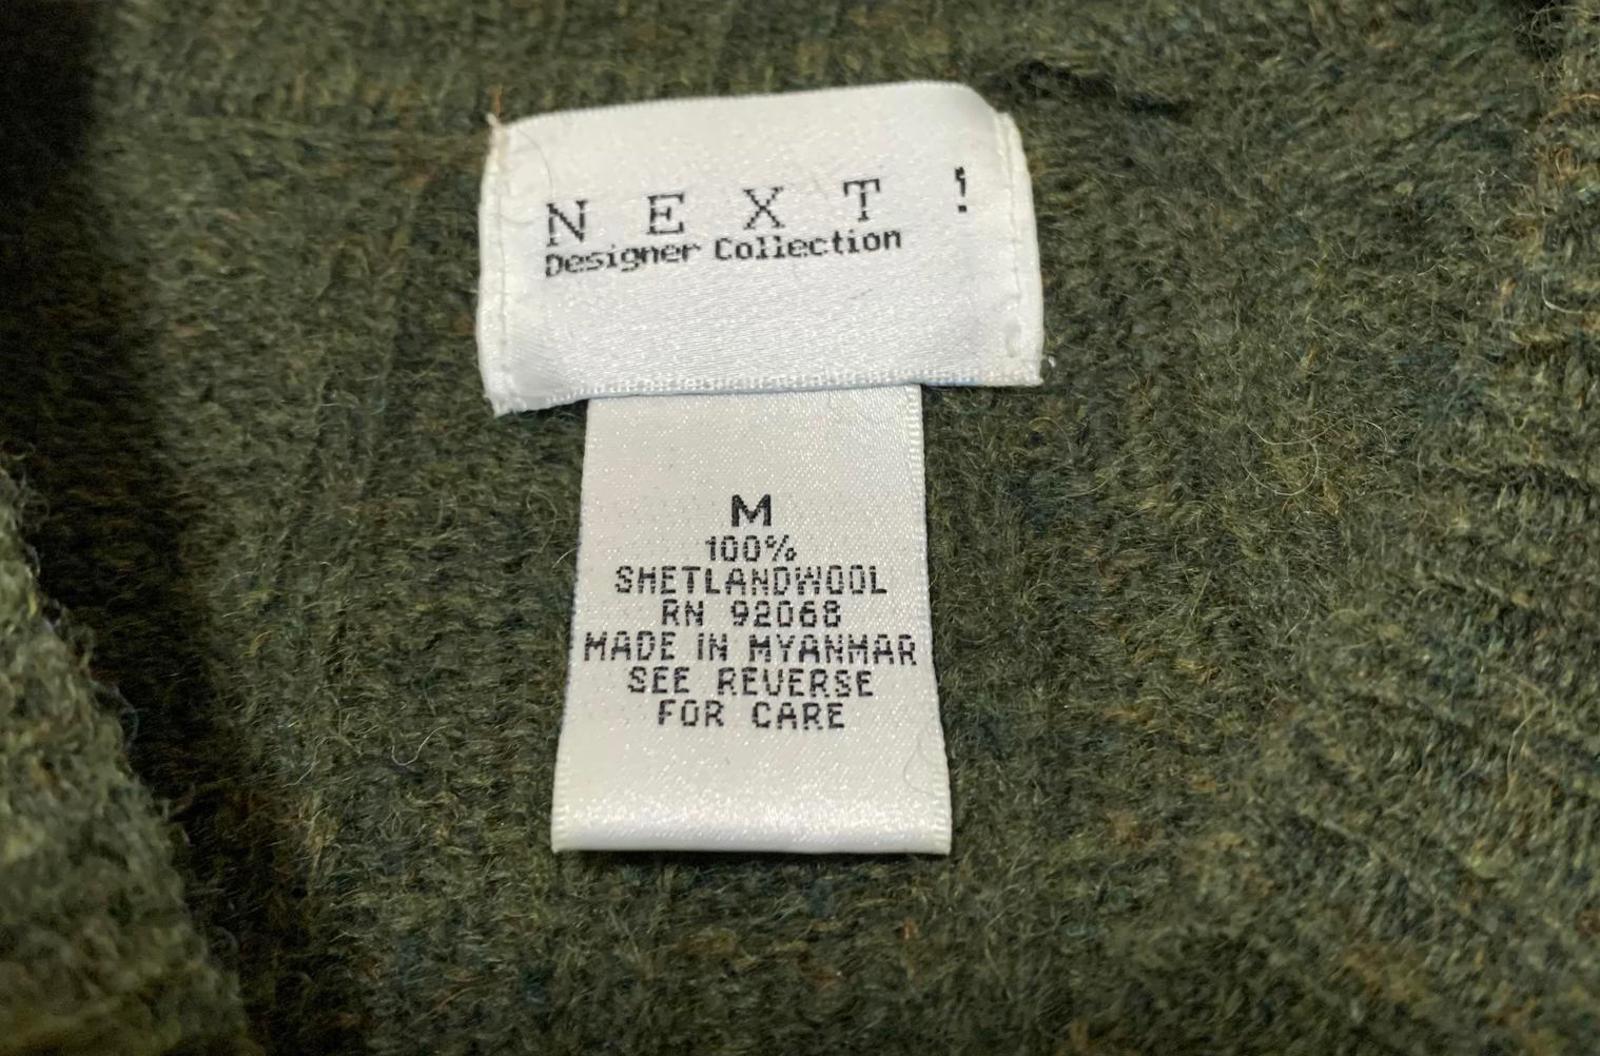 NEXT!
Designer Collection
M
100%
SHETLANDWOOL
RN 92068
MADE IN MYANMAR
SEE REVERSE
FOR CARE